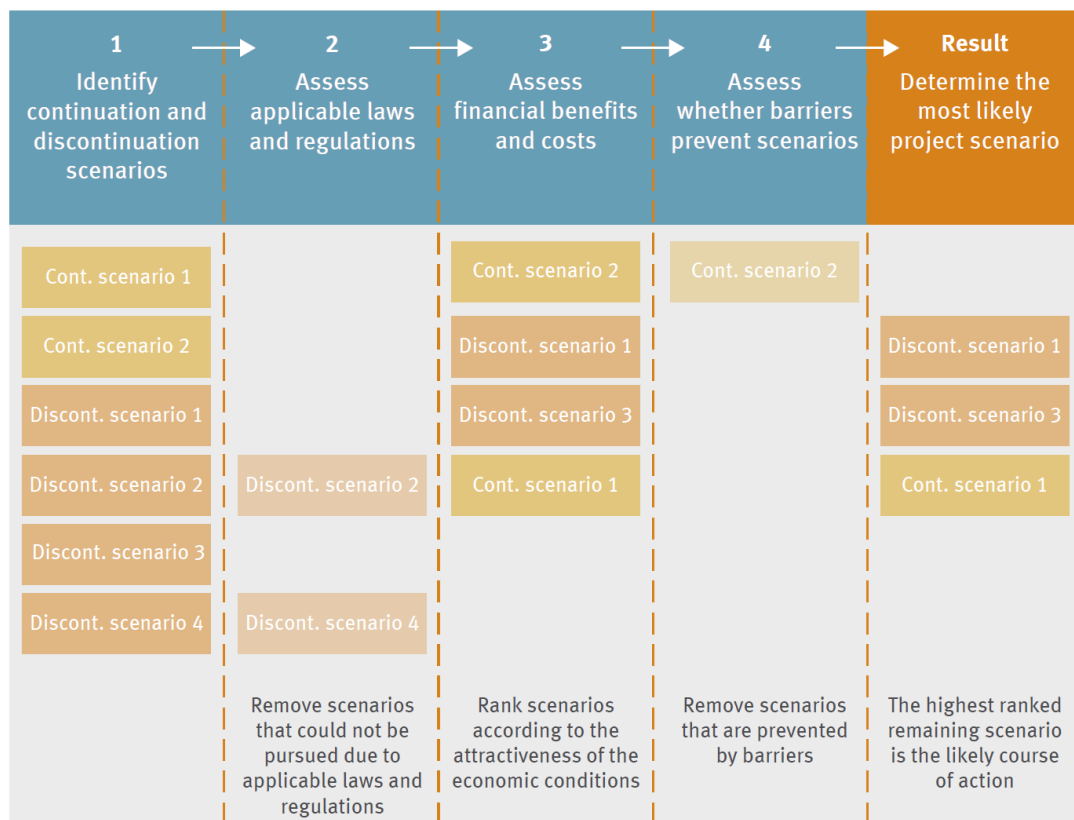 1
Identify
continuation and
discontinuation
scenarios
2
Assess
applicable laws
and regulations
3
Assess
financial benefits
and costs
4
Assess
whether barriers
prevent scenarios
Result
Determine the
most likely
project scenario
Cont. scenario 1
Cont. scenario 2
Discont. scenario 1
Discont. scenario 2
Discont. scenario 3
Discont. scenario 4
Discont. scenario 2
Discont. scenario 4
Remove scenarios
that could not be
pursued due to
applicable laws and
regulations
Cont. scenario 2
Discont. scenario 1
Discont. scenario 3
Cont. scenario 1
Rank scenarios
according to the
attractiveness of the
economic conditions
Cont. scenario 2
Remove scenarios
that are prevented
by barriers
Discont. scenario 1
Discont. scenario 3
Cont. scenario 1
The highest ranked
remaining scenario
is the likely course
of action